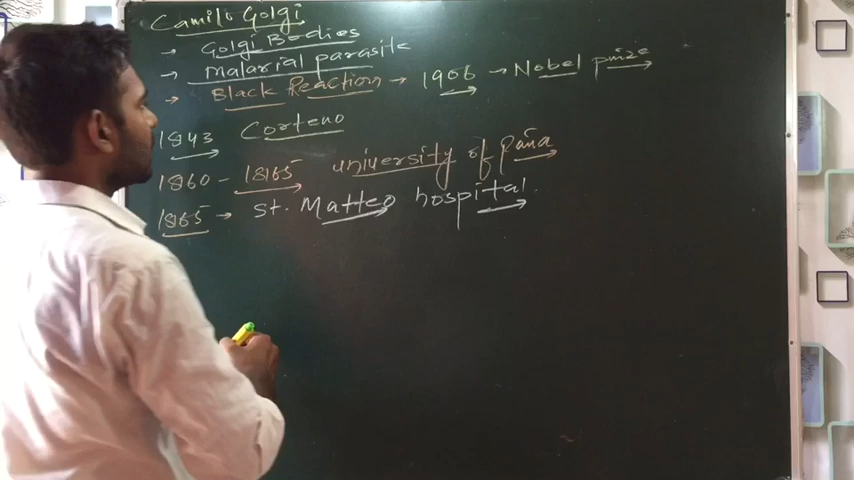 Camilo Golgi
→ Golgi Bodies
→ Malarial parasite
→ Black Reaction → 1906 → Nobel prize
1843 Corteno
1860 - 1865 university of Pavia
1865 → St. Matteo hospital.